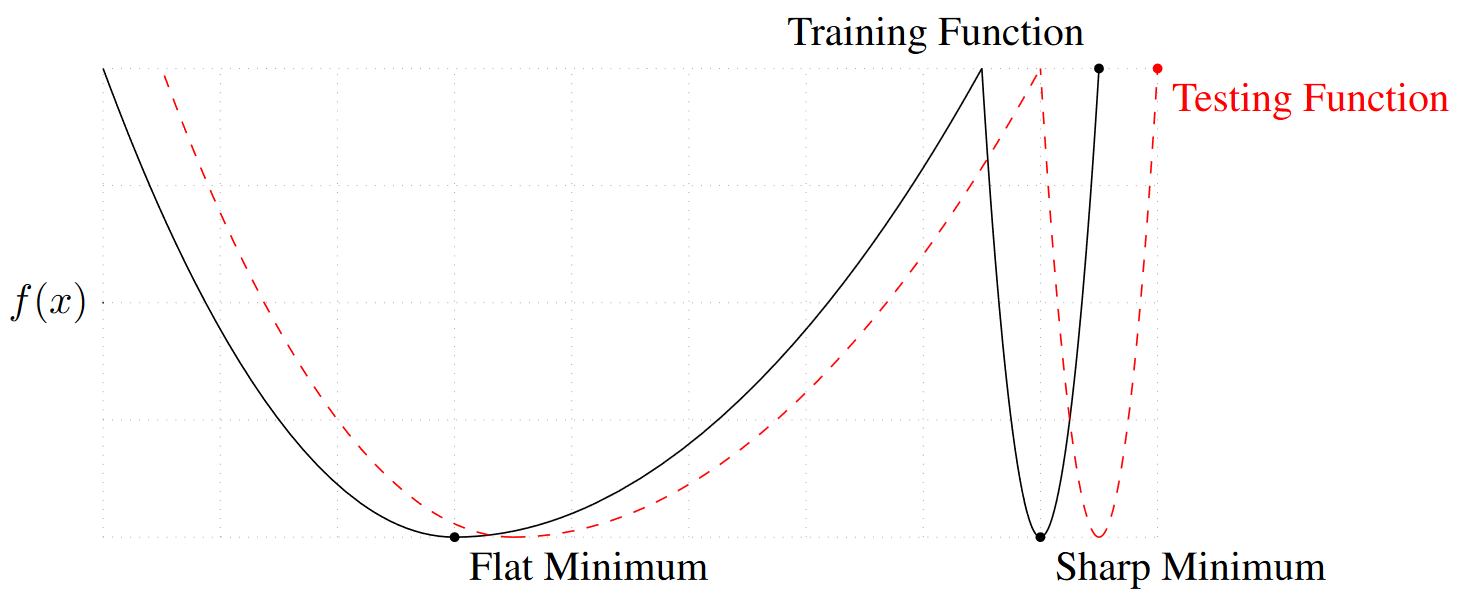 Training Function
Testing Function
f(x)
Flat Minimum
Sharp Minimum